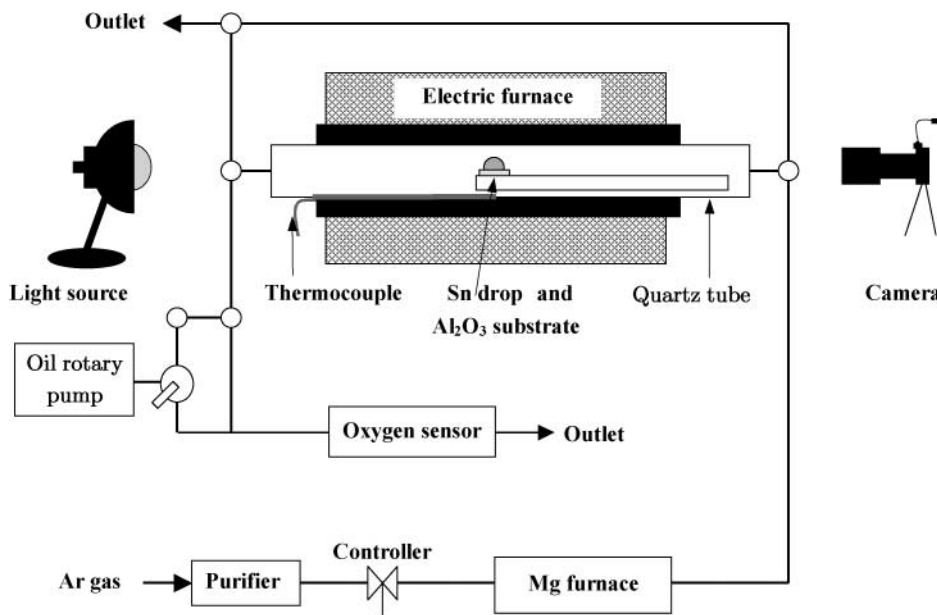 Outlet
Electric furnace
Light source
Thermocouple
Sn drop and
Al₂O₃ substrate
Quartz tube
Camera
Oil rotary
pump
Oxygen sensor
Outlet
Controller
Ar gas
Purifier
Mg furnace